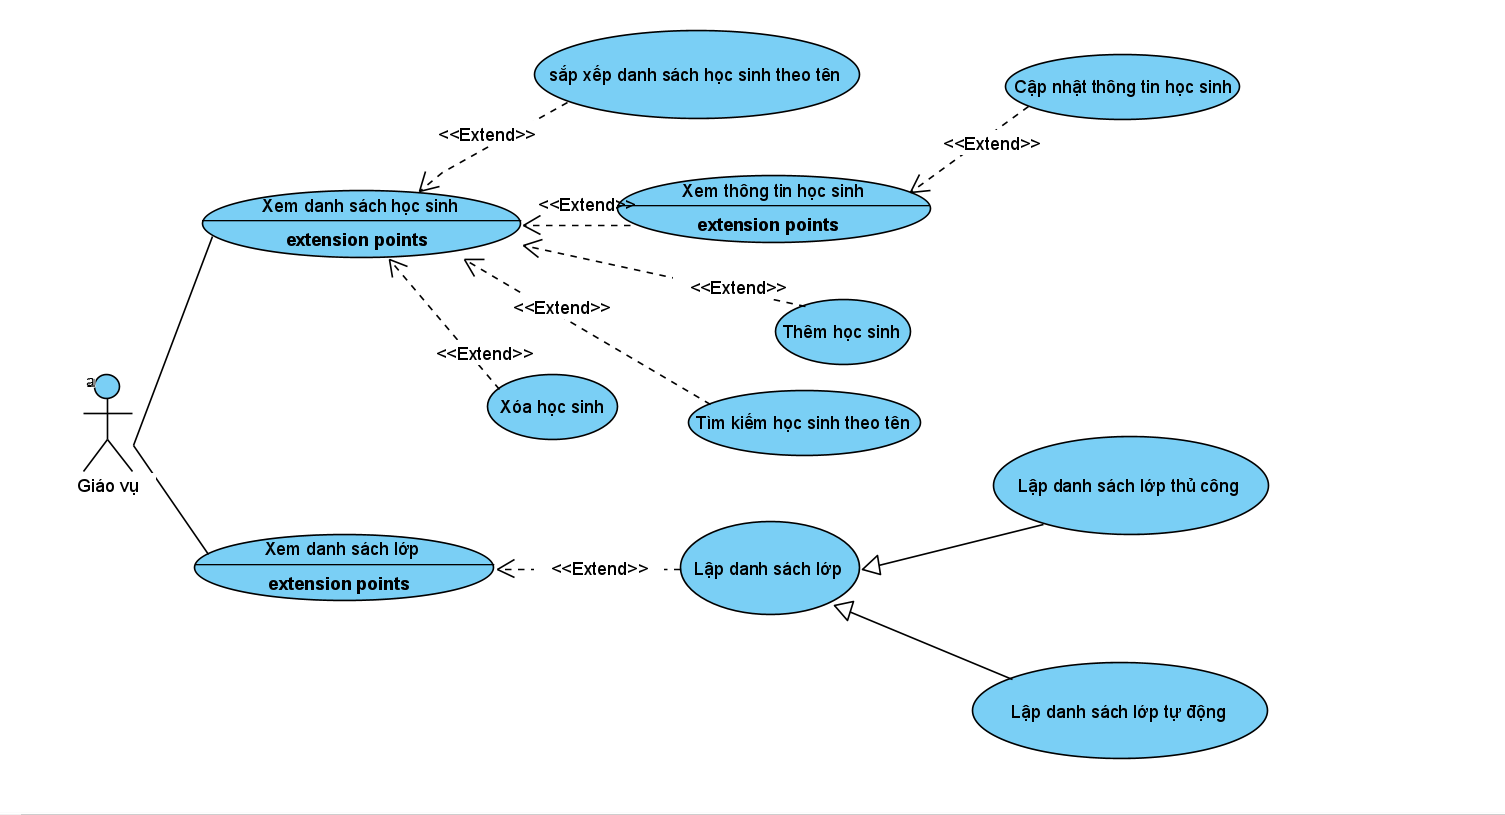 sắp xếp danh sách học sinh theo tên
Cập nhật thông tin học sinh
<<Extend>>
<<Extend>>
Xem thông tin học sinh
extension points
<<Extend>>
Xem danh sách học sinh
extension points
<<Extend>>
<<Extend>>
Thêm học sinh
<<Extend>>
Xóa học sinh
Tìm kiếm học sinh theo tên
a
Giáo vụ
Lập danh sách lớp thủ công
Xem danh sách lớp
extension points
<<Extend>>
Lập danh sách lớp
Lập danh sách lớp tự động